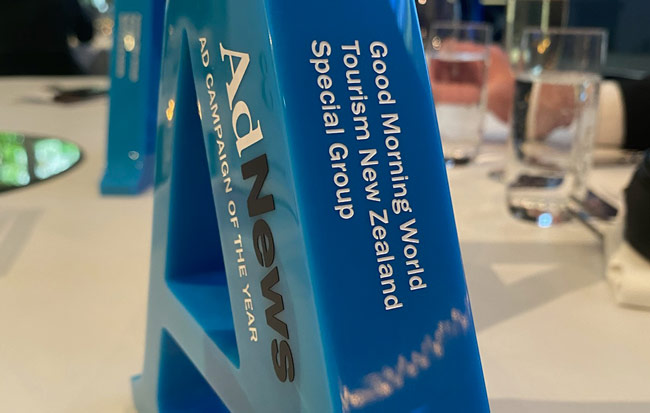 AdNews
AD CAMPAIGN OF THE YEAR
Good Morning World
Tourism New Zealand
Special Group